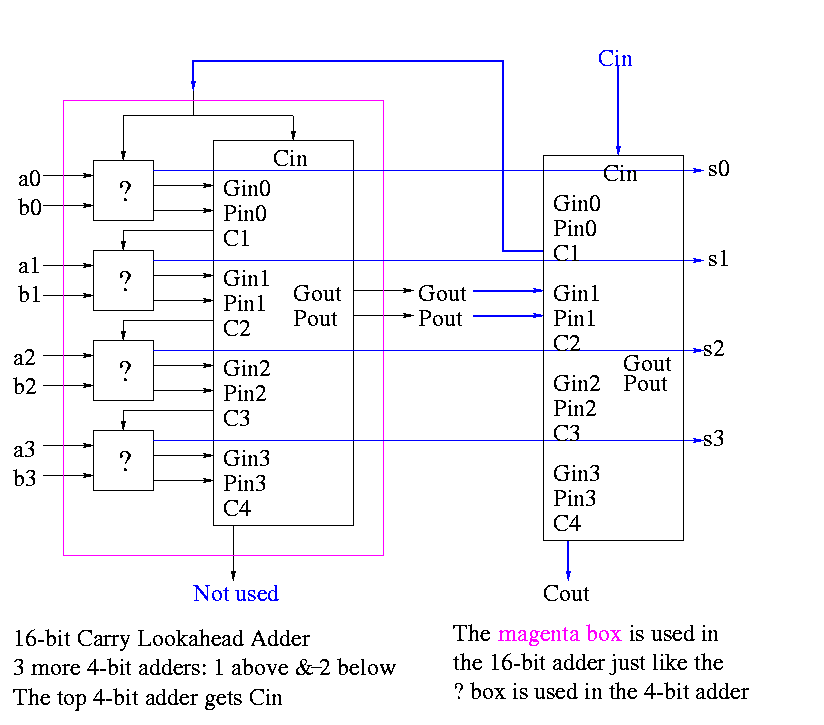 Cin
Cin
Cin
a0
b0
?
Gin0
Pin0
C1
a1
b1
?
Gin1
Pin1
C2
a2
b2
?
Gin2
Pin2
C3
a3
b3
?
Gin3
Pin3
C4
Gout
Pout
Gout
Pout
Gin0
Pin0
C1
Gin1
Pin1
C2
Gout
Pout
Gin2
Pin2
C3
Gin3
Pin3
C4
s0
s1
s2
s3
Not used
Cout
16-bit Carry Lookahead Adder
3 more 4-bit adders: 1 above & 2 below
The top 4-bit adder gets Cin
The magenta box is used in
the 16-bit adder just like the
? box is used in the 4-bit adder